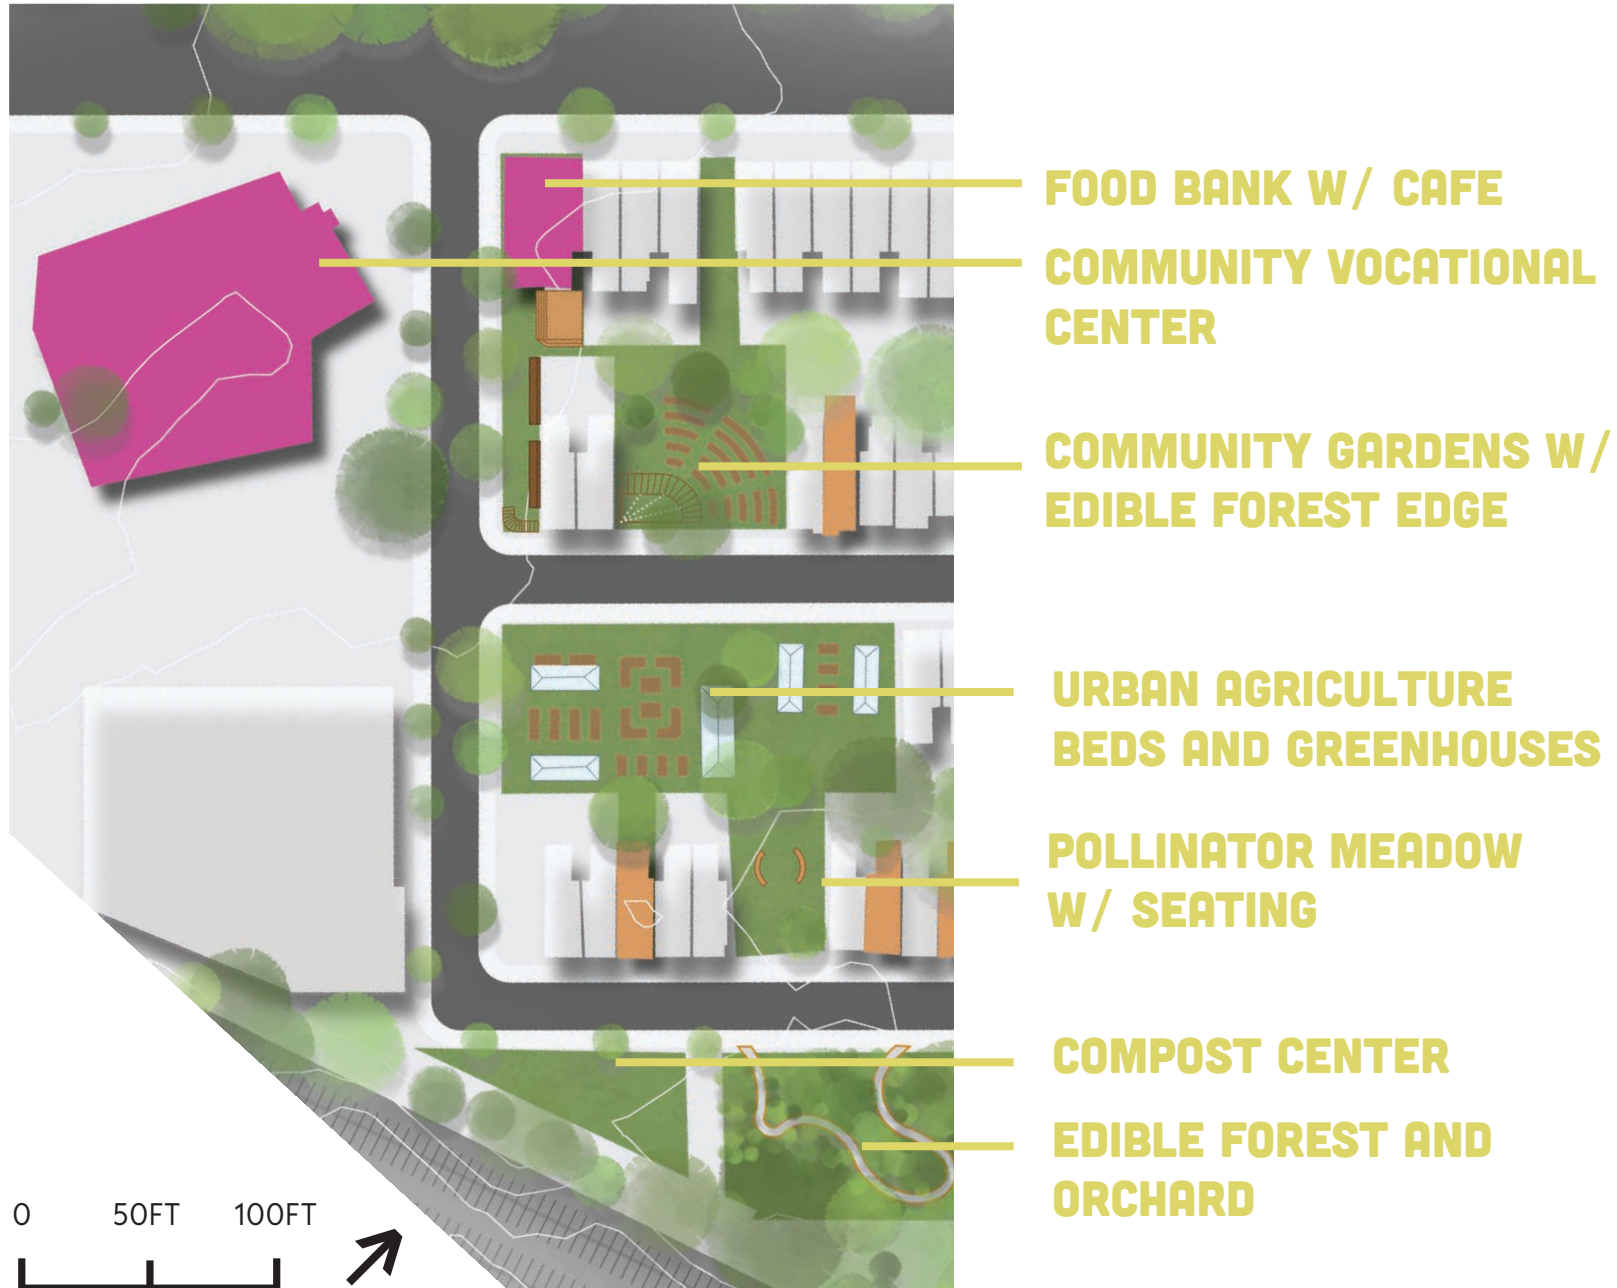 FOOD BANK W/ CAFE
COMMUNITY VOCATIONAL
CENTER
COMMUNITY GARDENS W/
EDIBLE FOREST EDGE
URBAN AGRICULTURE
BEDS AND GREENHOUSES
POLLINATOR MEADOW
W/ SEATING
COMPOST CENTER
EDIBLE FOREST AND
ORCHARD
0 50FT 100FT